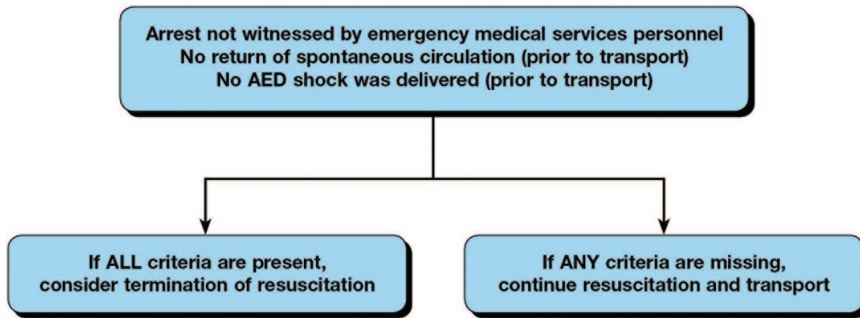 Arrest not witnessed by emergency medical services personnel
No return of spontaneous circulation (prior to transport)
No AED shock was delivered (prior to transport)
If ALL criteria are present,
consider termination of resuscitation
If ANY criteria are missing,
continue resuscitation and transport